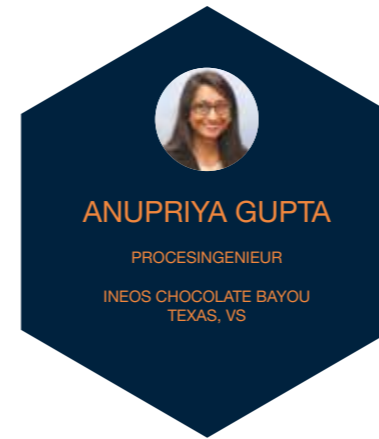 ANUPRIYA GUPTA
PROCESINGENIEUR
INEOS CHOCOLATE BAYOU
TEXAS, VS